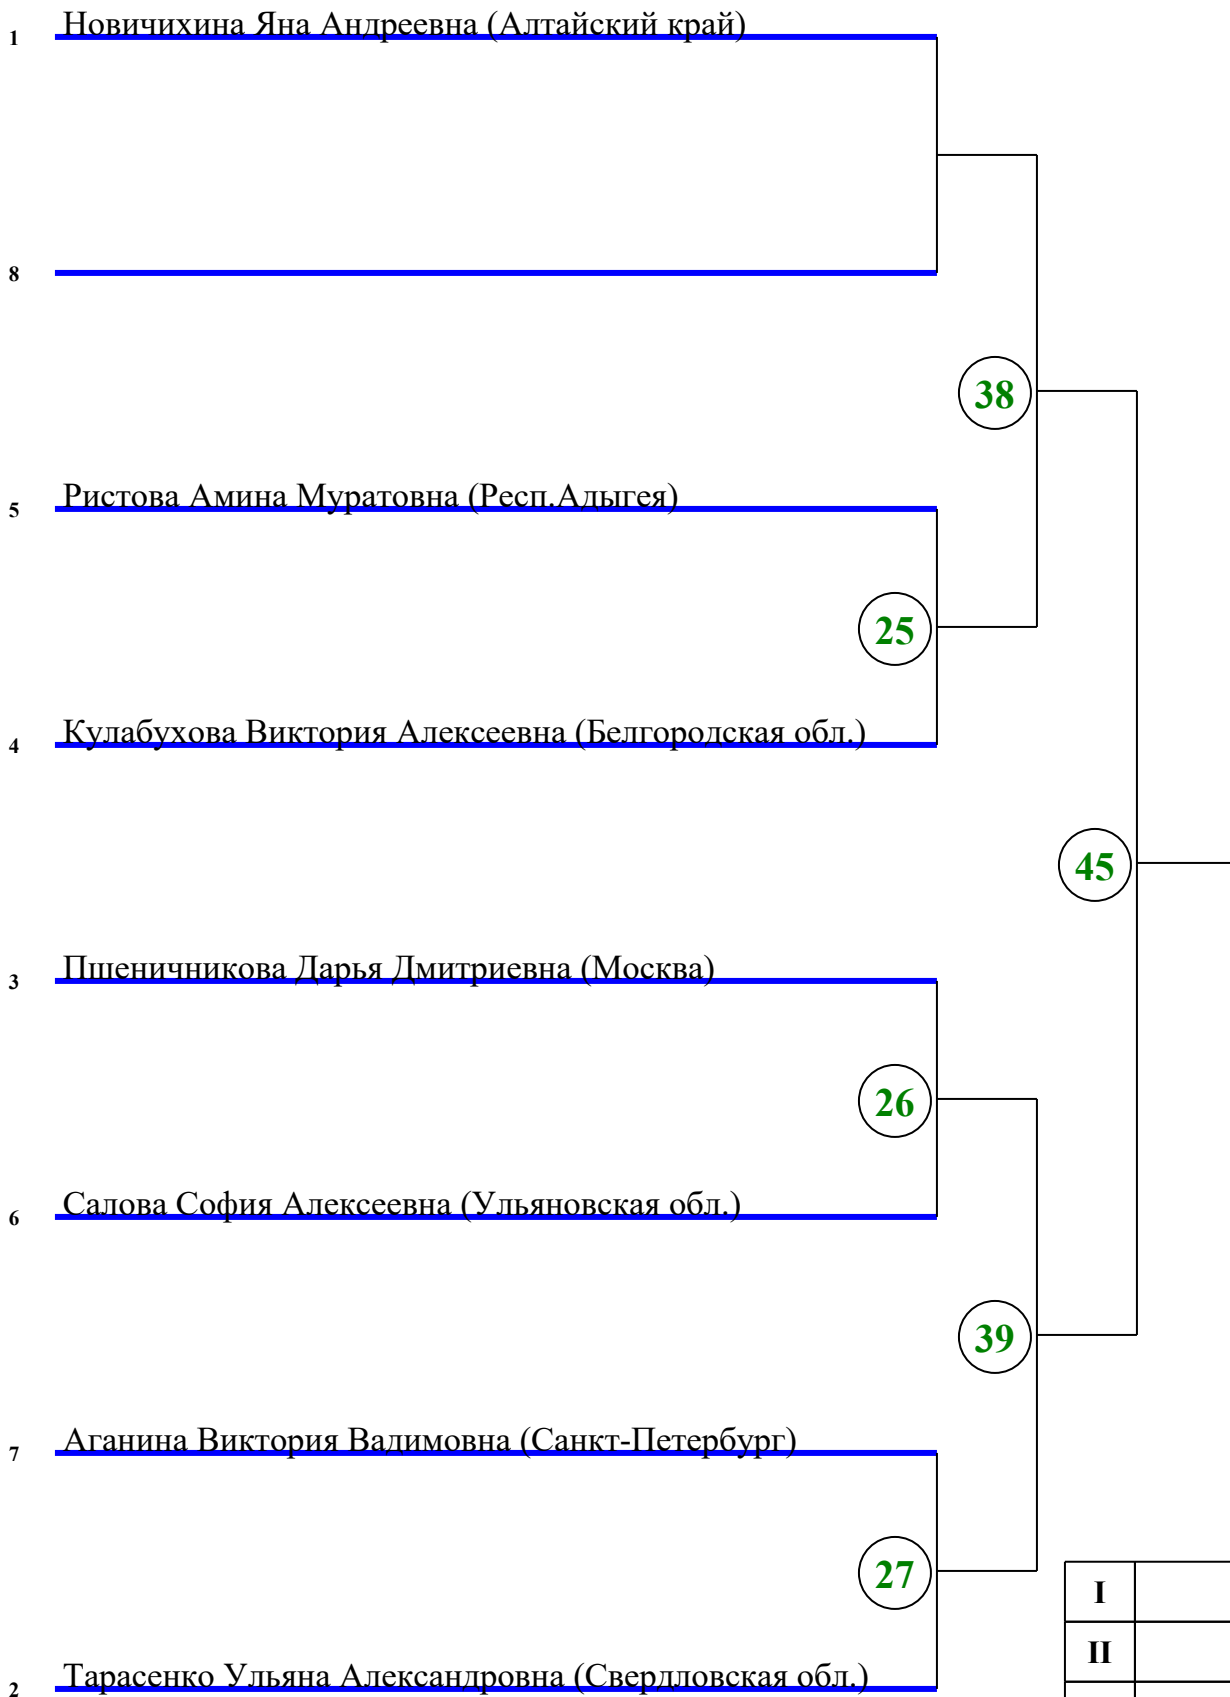 1 Новичихина Яна Андреевна (Алтайский край)
8
38
5 Ристова Амина Муратовна (Респ.Адыгея)
25
4 Кулабухова Виктория Алексеевна (Белгородская обл.)
45
3 Пшеничникова Дарья Дмитриевна (Москва)
26
6 Салова София Алексеевна (Ульяновская обл.)
39
7 Аганина Виктория Вадимовна (Санкт-Петербург)
27
I
II
2 Тарасенко Ульяна Александровна (Свердловская обл.)